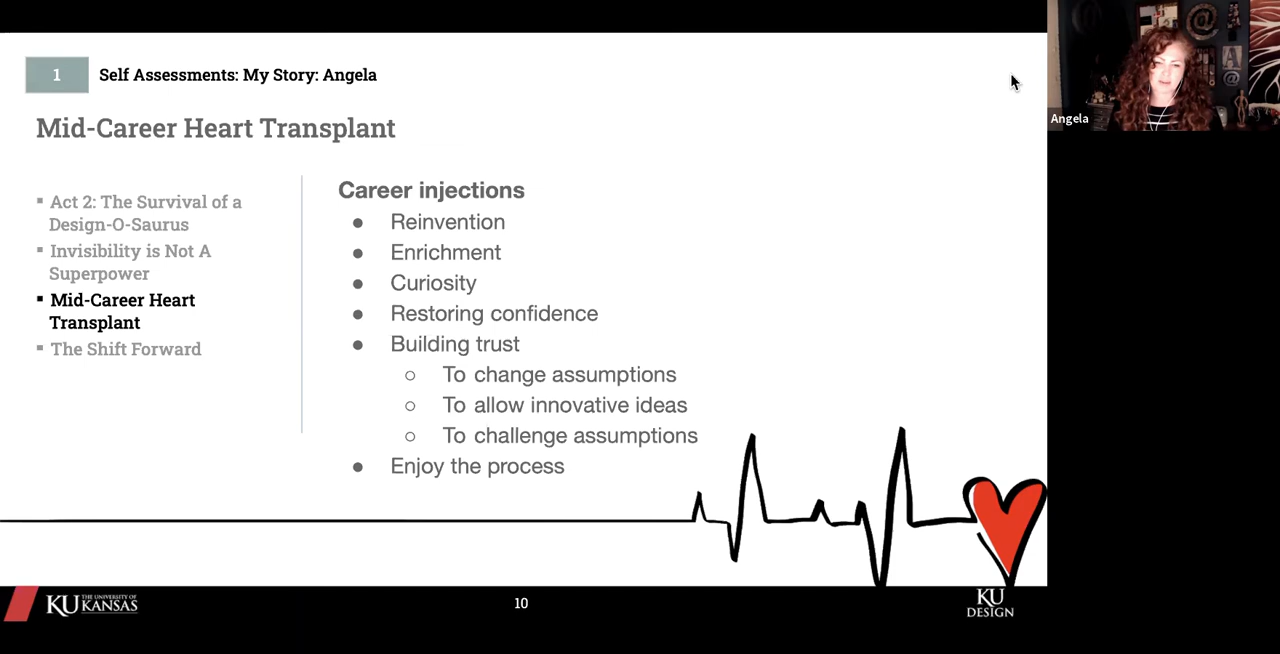 1
Self Assessments: My Story: Angela
Mid-Career Heart Transplant
▪ Act 2: The Survival of a
Design-O-Saurus
▪ Invisibility is Not A
Superpower
▪ Mid-Career Heart
Transplant
▪ The Shift Forward
Career injections
● Reinvention
● Enrichment
● Curiosity
● Restoring confidence
● Building trust
○ To change assumptions
○ To allow innovative ideas
○ To challenge assumptions
● Enjoy the process
Angela
KU THE UNIVERSITY OF
KANSAS
10
KU
DESIGN